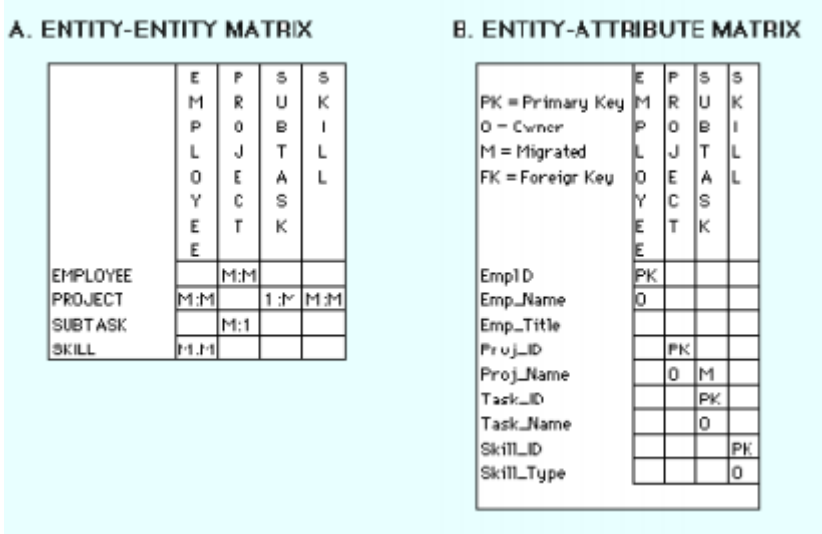 A. ENTITY-ENTITY MATRIX
EMPLOYEE PROJECT SUBTASK SKILL
EMPLOYEE M:M
PROJECT M:M 1:M M:M
SUBTASK M:1
SKILL M:M
B. ENTITY-ATTRIBUTE MATRIX
EMPLOYEE PROJECT SUBTASK SKILL
PK = Primary Key
O = Owner
M = Migrated
FK = Foreign Key
EmpID PK
Emp_Name O
Emp_Title
Proj_ID PK
Proj_Name O M
Task_ID PK
Task_Name O
Skill_ID PK
Skill_Type O